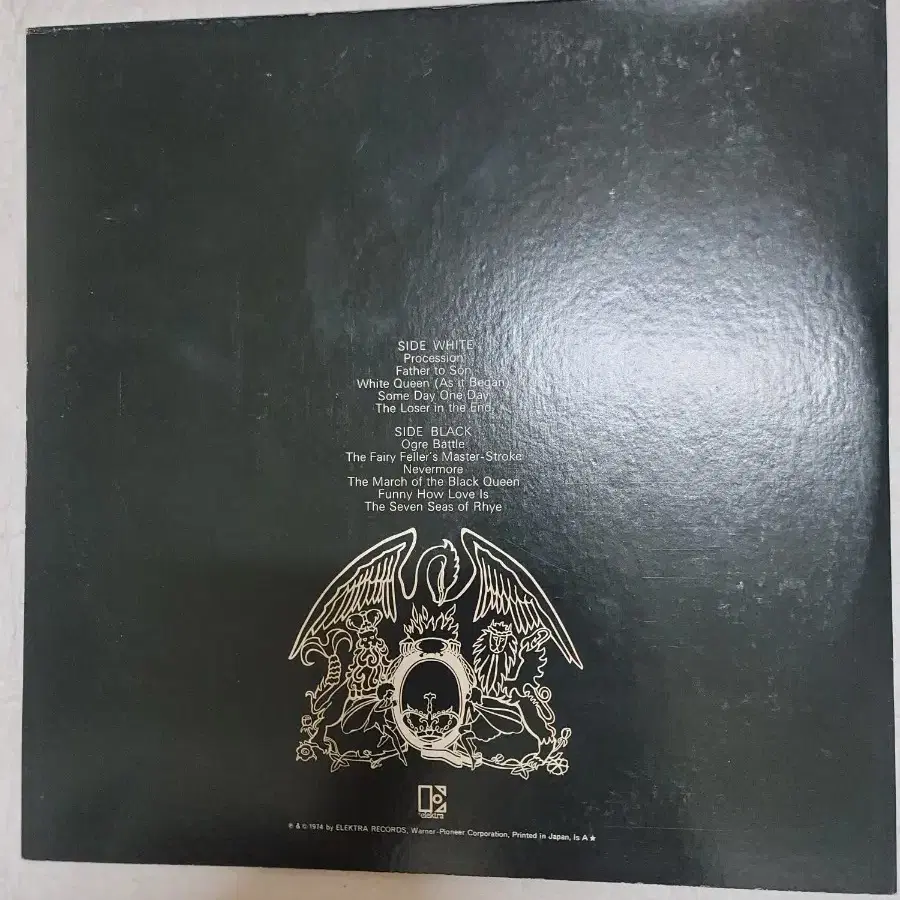 SIDE WHITE
Procession
Father to Son
White Queen (As it Began)
Some Day One Day
The Loser in the End
SIDE BLACK
Ogre Battle
The Fairy Feller's Master-Stroke
Nevermore
The March of the Black Queen
Funny How Love Is
The Seven Seas of Rhye
elektra
℗ & © 1974 by ELEKTRA RECORDS, Warner-Pioneer Corporation, Printed in Japan, Is A★